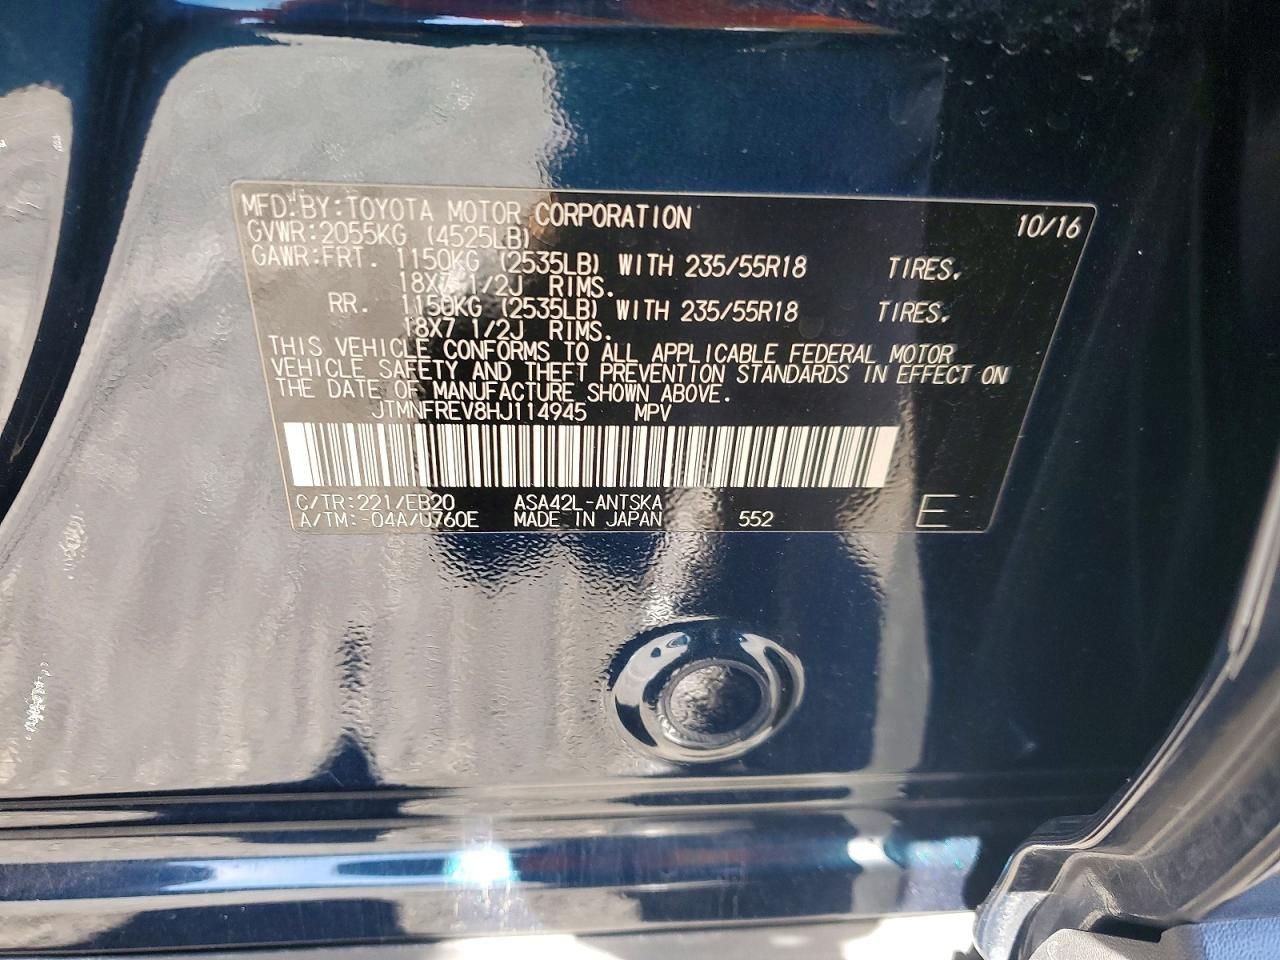 MFD. BY: TOYOTA MOTOR CORPORATION 10/16
GVWR: 2055KG (4525LB)
GAWR: FRT. 1150KG (2535LB) WITH 235/55R18 TIRES.
18X7 1/2J RIMS.
RR. 1150KG (2535LB) WITH 235/55R18 TIRES.
18X7 1/2J RIMS.
THIS VEHICLE CONFORMS TO ALL APPLICABLE FEDERAL MOTOR
VEHICLE SAFETY AND THEFT PREVENTION STANDARDS IN EFFECT ON
THE DATE OF MANUFACTURE SHOWN ABOVE.
JTMNFREV8HJ114945 MPV
C/TR: 221/EB20 ASA42L-ANTSKA
A/TM: -04A/U760E MADE IN JAPAN 552 E